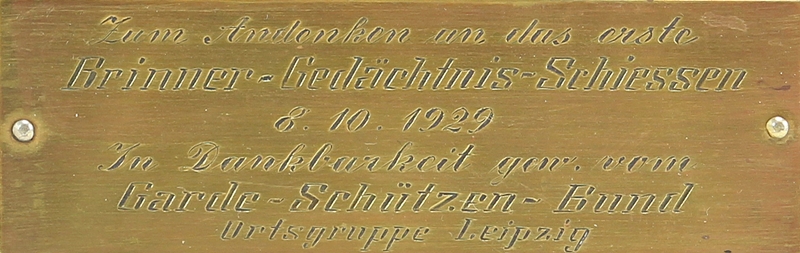 Zum Andenken an das erste
Grinner-Gedächtnis-Schiessen
8. 10. 1929
In Dankbarkeit gew. vom
Garde-Schützen-Bund
Ortsgruppe Leipzig